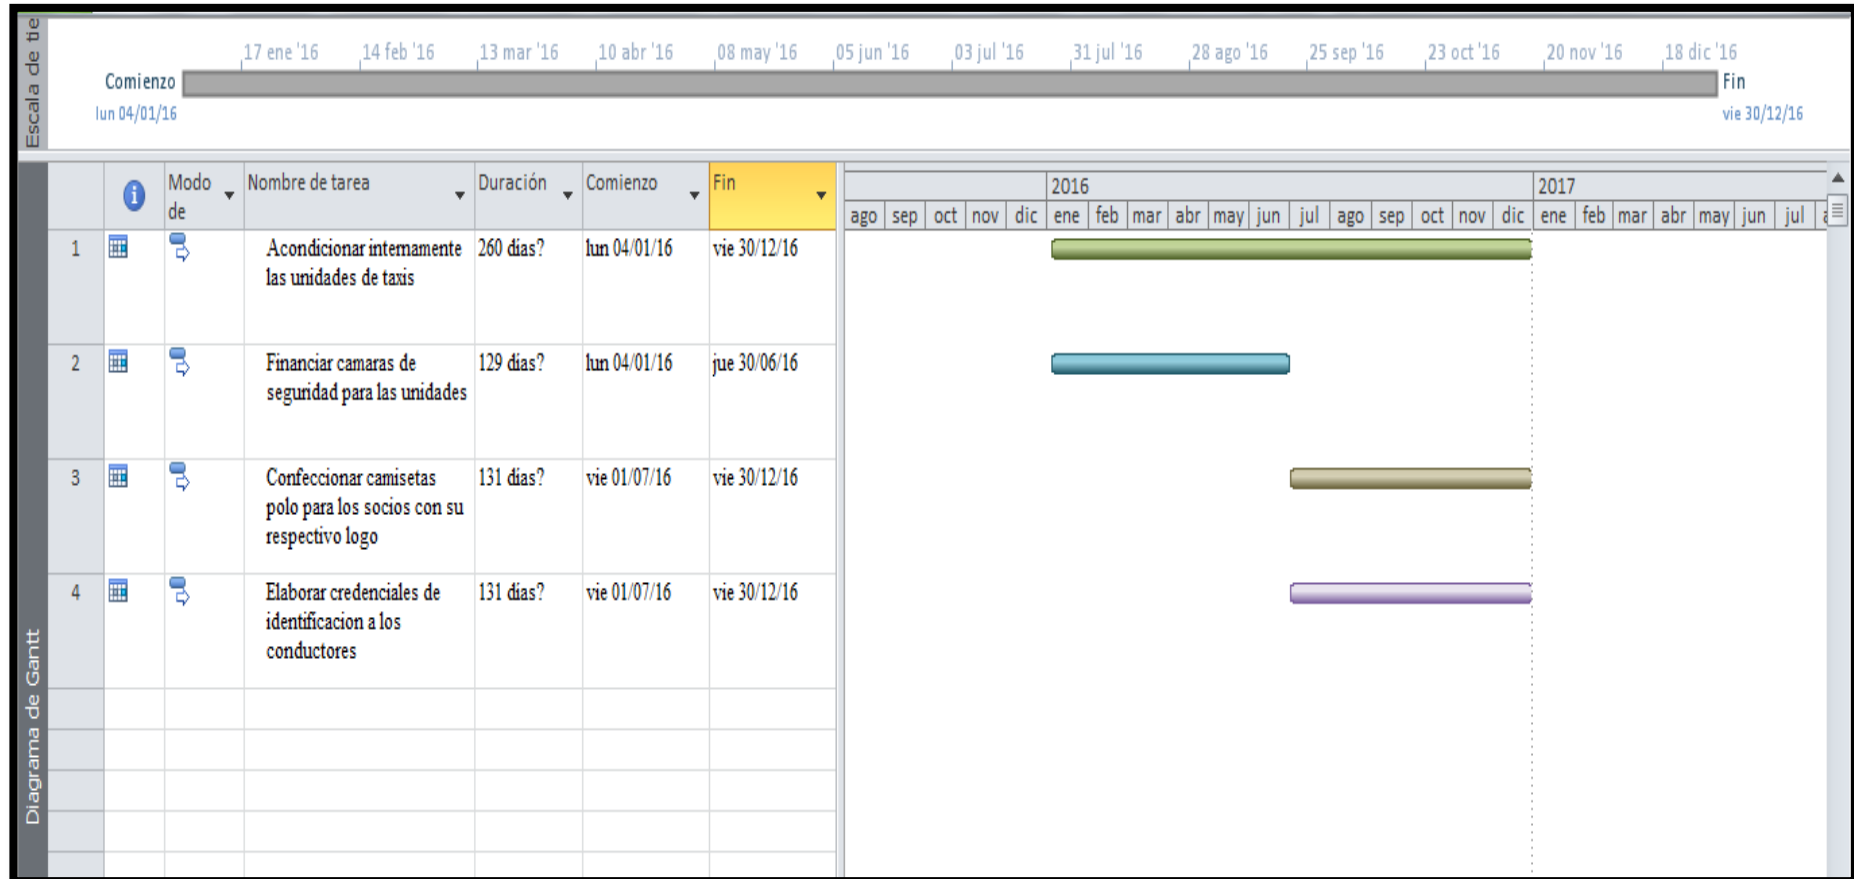 Escala de tie
17 ene '16 14 feb '16 13 mar '16 10 abr '16 08 may '16 05 jun '16 03 jul '16 31 jul '16 28 ago '16 25 sep '16 23 oct '16 20 nov '16 18 dic '16
Comienzo Fin
lun 04/01/16 vie 30/12/16
Diagrama de Gantt
Modo de Nombre de tarea Duración Comienzo Fin
2016 2017
ago sep oct nov dic ene feb mar abr may jun jul ago sep oct nov dic ene feb mar abr may jun jul a
1 Acondicionar internamente 260 dias? lun 04/01/16 vie 30/12/16
las unidades de taxis
2 Financiar camaras de 129 dias? lun 04/01/16 jue 30/06/16
seguridad para las unidades
3 Confeccionar camisetas 131 dias? vie 01/07/16 vie 30/12/16
polo para los socios con su
respectivo logo
4 Elaborar credenciales de 131 dias? vie 01/07/16 vie 30/12/16
identificacion a los
conductores